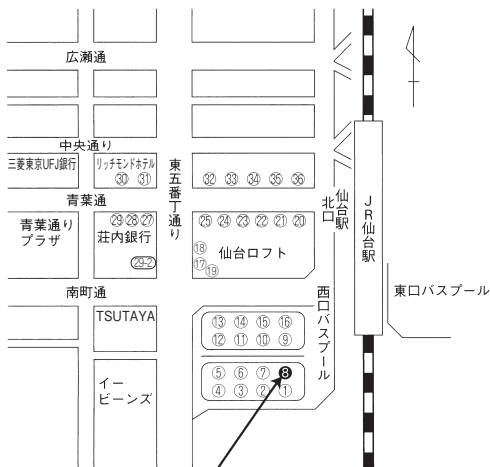 広瀬通
中央通り
三菱東京UFJ銀行
リッチモンドホテル
㉚ ㉛
東五番丁通り
㉜ ㉝ ㉞ ㉟ ㊱
仙台駅
北口
JR仙台駅
青葉通
青葉通り
プラザ
㉙ ㉘ ㉗
荘内銀行
29-2
㉕ ㉔ ㉓ ㉒ ㉑ ⑳
⑱
⑰
⑲
仙台ロフト
南町通
西口バスプール
東口バスプール
TSUTAYA
⑬ ⑭ ⑮ ⑯
⑫ ⑪ ⑩ ⑨
イー
ビーンズ
⑤ ⑥ ⑦ ❽
④ ③ ② ①